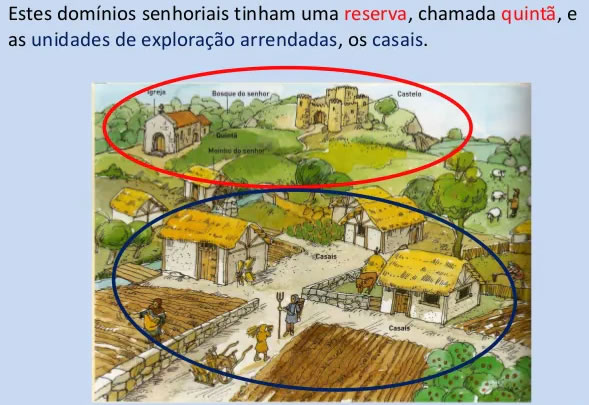 Estes domínios senhoriais tinham uma reserva, chamada quintã, e
as unidades de exploração arrendadas, os casais.
Igreja
Bosque do senhor
Castelo
Quintã
Moinho do senhor
Casais
Casais